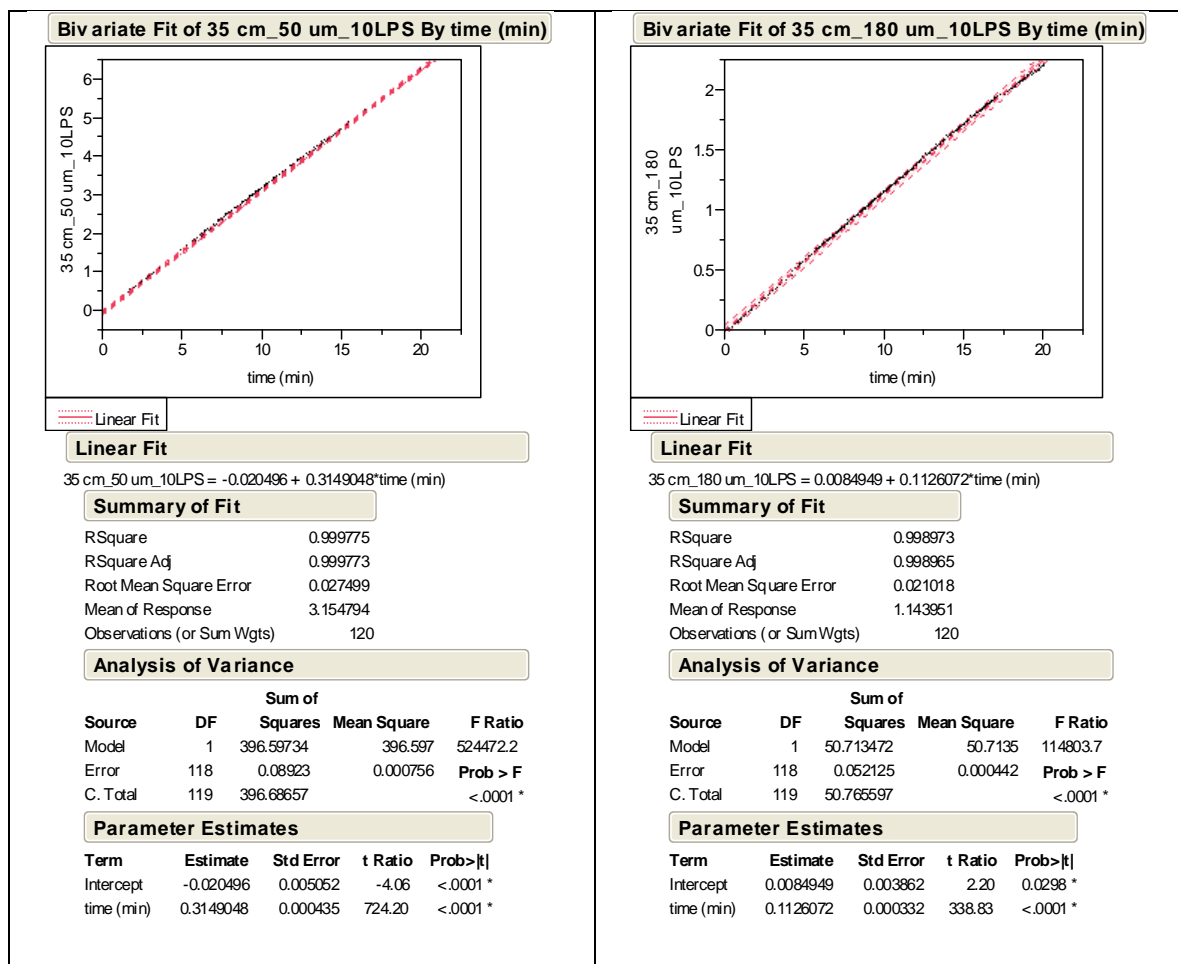 Bivariate Fit of 35 cm_50 um_10LPS By time (min)
35 cm_50 um_10LPS
6
5
4
3
2
1
0
0 5 10 15 20
time (min)
Linear Fit
Linear Fit
35 cm_50 um_10LPS = -0.020496 + 0.3149048*time (min)
Summary of Fit
RSquare 0.999775
RSquare Adj 0.999773
Root Mean Square Error 0.027499
Mean of Response 3.154794
Observations (or Sum Wgts) 120
Analysis of Variance
Sum of
Source DF Squares Mean Square F Ratio
Model 1 396.59734 396.597 524472.2
Error 118 0.08923 0.000756 Prob > F
C. Total 119 396.68657 <.0001 *
Parameter Estimates
Term Estimate Std Error t Ratio Prob>|t|
Intercept -0.020496 0.005052 -4.06 <.0001 *
time (min) 0.3149048 0.000435 724.20 <.0001 *
Bivariate Fit of 35 cm_180 um_10LPS By time (min)
35 cm_180
um_10LPS
2
1.5
1
0.5
0
0 5 10 15 20
time (min)
Linear Fit
Linear Fit
35 cm_180 um_10LPS = 0.0084949 + 0.1126072*time (min)
Summary of Fit
RSquare 0.998973
RSquare Adj 0.998965
Root Mean Square Error 0.021018
Mean of Response 1.143951
Observations (or Sum Wgts) 120
Analysis of Variance
Sum of
Source DF Squares Mean Square F Ratio
Model 1 50.713472 50.7135 114803.7
Error 118 0.052125 0.000442 Prob > F
C. Total 119 50.765597 <.0001 *
Parameter Estimates
Term Estimate Std Error t Ratio Prob>|t|
Intercept 0.0084949 0.003862 2.20 0.0298 *
time (min) 0.1126072 0.000332 338.83 <.0001 *